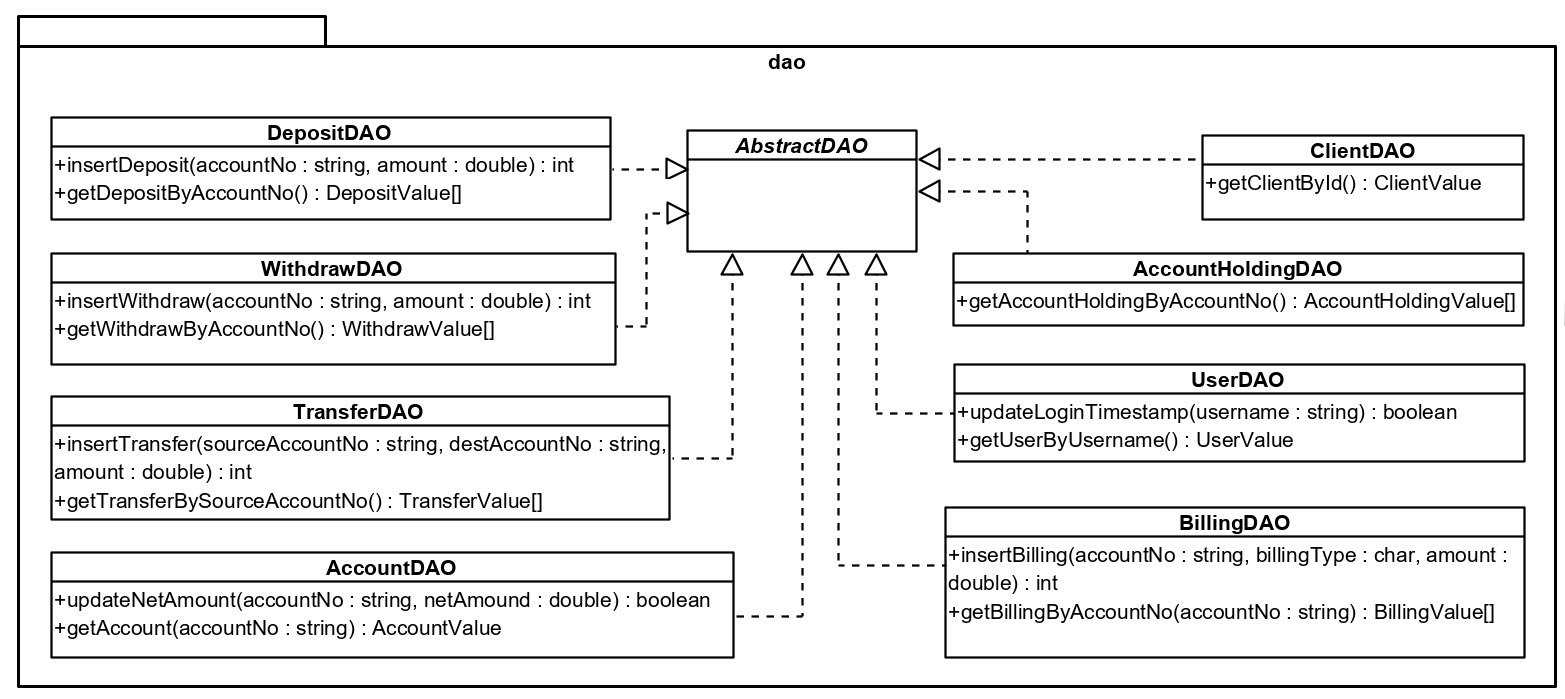 dao
DepositDAO
+insertDeposit(accountNo : string, amount : double) : int
+getDepositByAccountNo() : DepositValue[]
WithdrawDAO
+insertWithdraw(accountNo : string, amount : double) : int
+getWithdrawByAccountNo() : WithdrawValue[]
TransferDAO
+insertTransfer(sourceAccountNo : string, destAccountNo : string,
amount : double) : int
+getTransferBySourceAccountNo() : TransferValue[]
AccountDAO
+updateNetAmount(accountNo : string, netAmound : double) : boolean
+getAccount(accountNo : string) : AccountValue
AbstractDAO
ClientDAO
+getClientById() : ClientValue
AccountHoldingDAO
+getAccountHoldingByAccountNo() : AccountHoldingValue[]
UserDAO
+updateLoginTimestamp(username : string) : boolean
+getUserByUsername() : UserValue
BillingDAO
+insertBilling(accountNo : string, billingType : char, amount :
double) : int
+getBillingByAccountNo(accountNo : string) : BillingValue[]